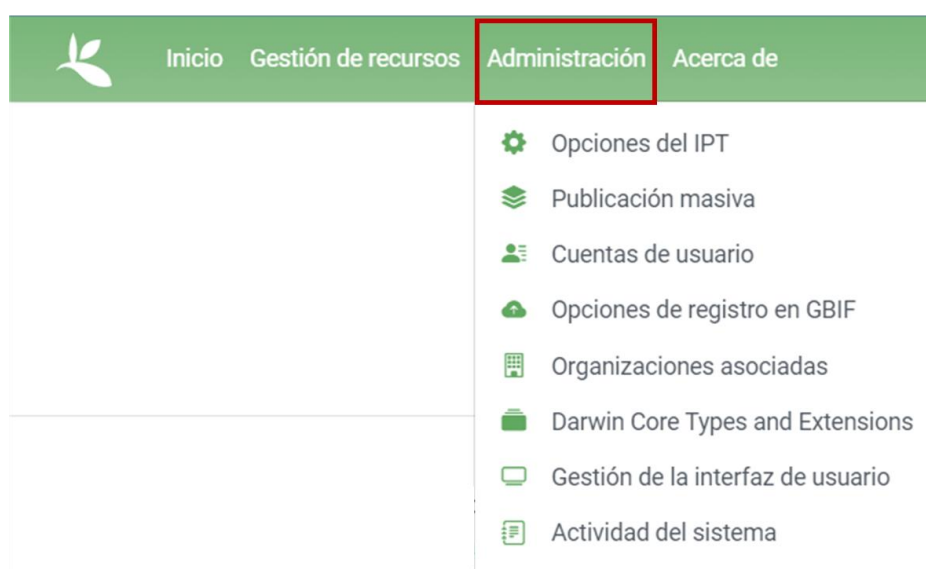 Inicio Gestión de recursos Administración Acerca de
Opciones del IPT
Publicación masiva
Cuentas de usuario
Opciones de registro en GBIF
Organizaciones asociadas
Darwin Core Types and Extensions
Gestión de la interfaz de usuario
Actividad del sistema